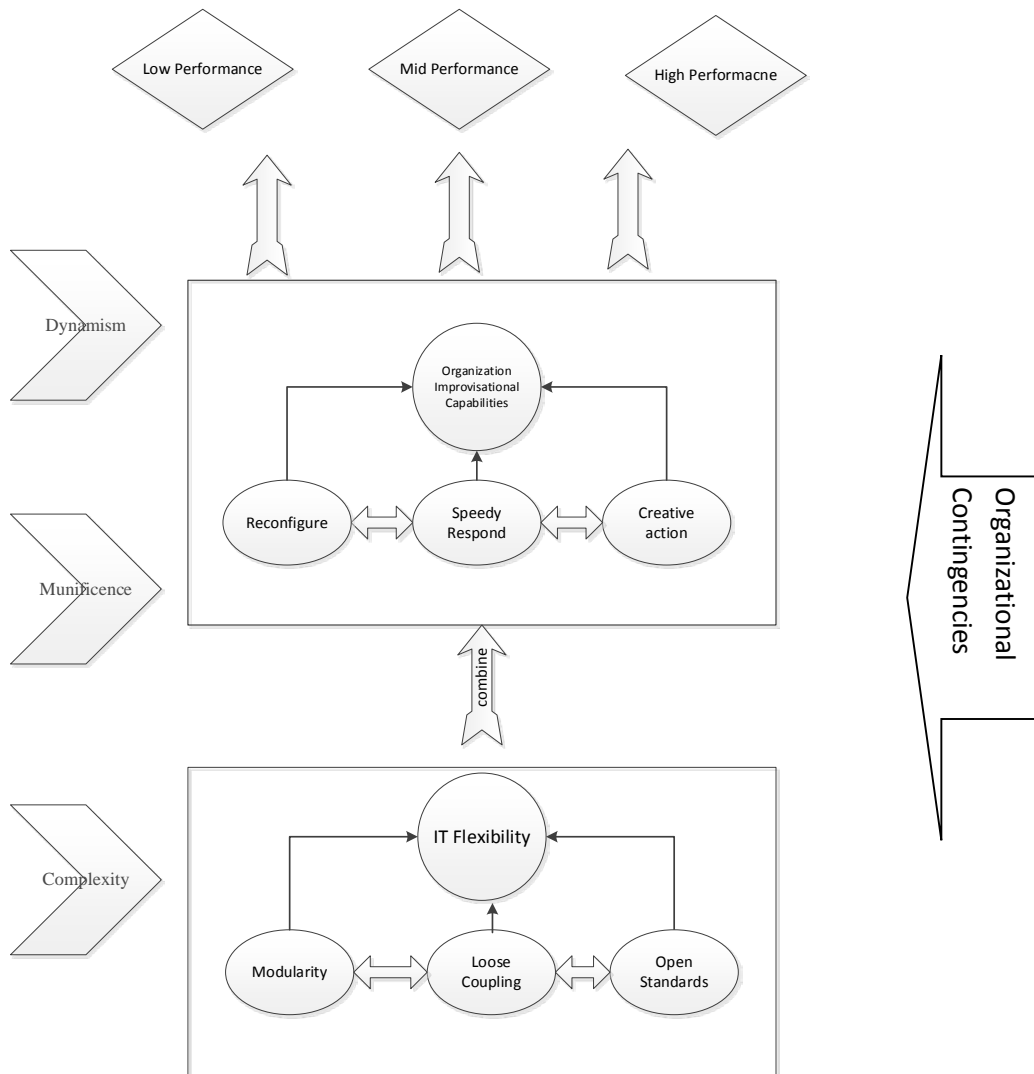 Low Performance
Mid Performance
High Performacne
Dynamism
Organization
Improvisational
Capabilities
Reconfigure
Speedy
Respond
Creative
action
Organizational
Contingencies
Munificence
combine
IT Flexibility
Complexity
Modularity
Loose
Coupling
Open
Standards